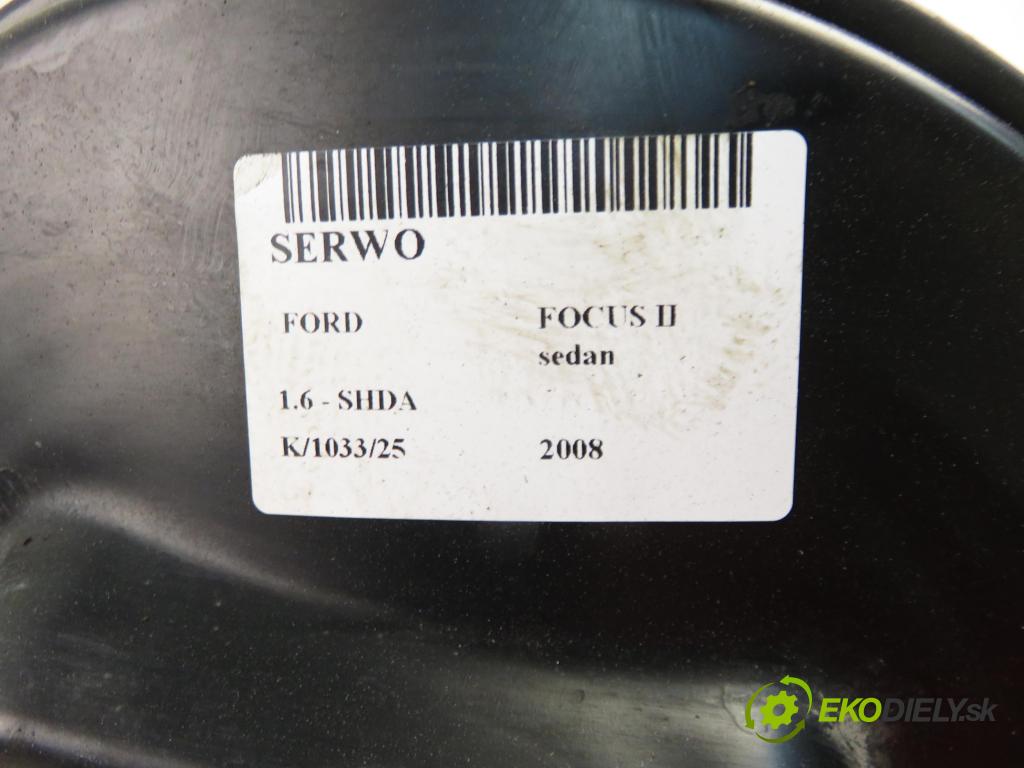 SERWO
FORD FOCUS II
sedan
1.6 - SHDA
K/1033/25 2008
EKODIELY.sk